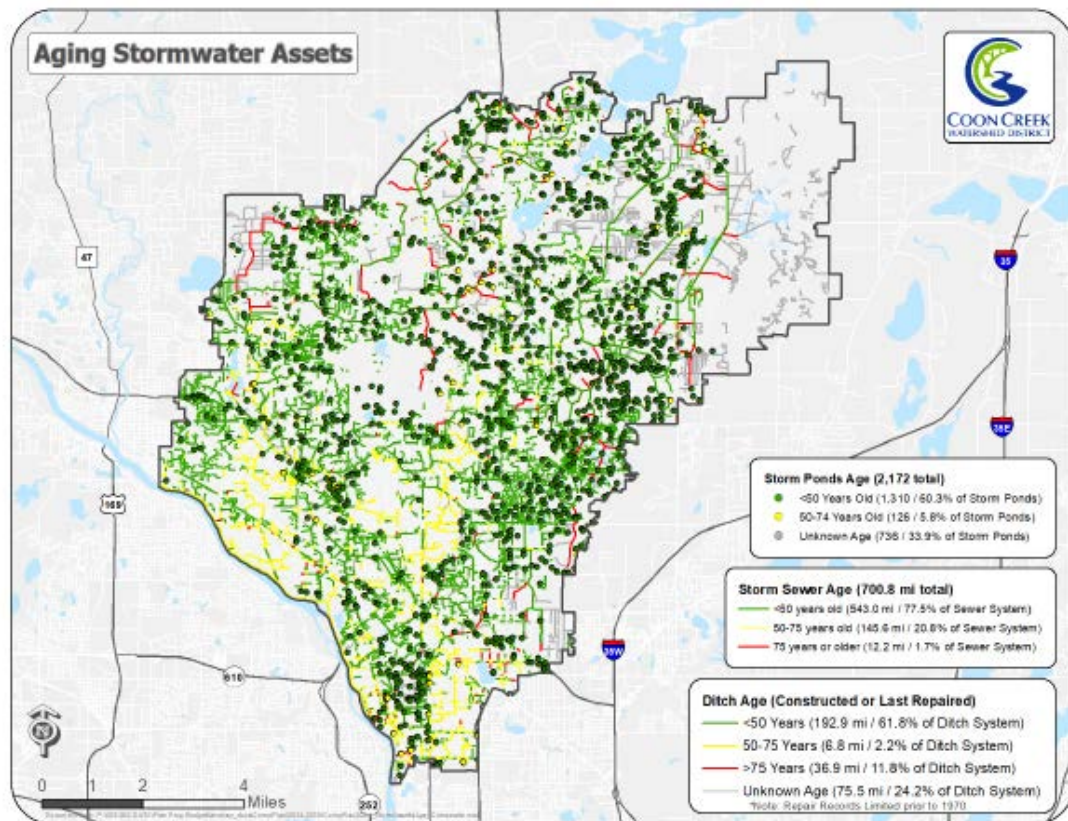 Aging Stormwater Assets
COON CREEK
WATERSHED DISTRICT
47
35
35E
169
Storm Ponds Age (2,172 total)
<50 Years Old (1,310 / 60.3% of Storm Ponds)
50-74 Years Old (126 / 5.8% of Storm Ponds)
Unknown Age (736 / 33.9% of Storm Ponds)
Storm Sewer Age (700.8 mi total)
<50 years old (543.0 mi / 77.5% of Sewer System)
50-75 years old (145.6 mi / 20.8% of Sewer System)
75 years or older (12.2 mi / 1.7% of Sewer System)
35W
610
Ditch Age (Constructed or Last Repaired)
<50 Years (192.9 mi / 61.8% of Ditch System)
50-75 Years (6.8 mi / 2.2% of Ditch System)
>75 Years (36.9 mi / 11.8% of Ditch System)
Unknown Age (75.5 mi / 24.2% of Ditch System)
*Note: Repair Records Limited prior to 1970
N
0 1 2 4
Miles
252